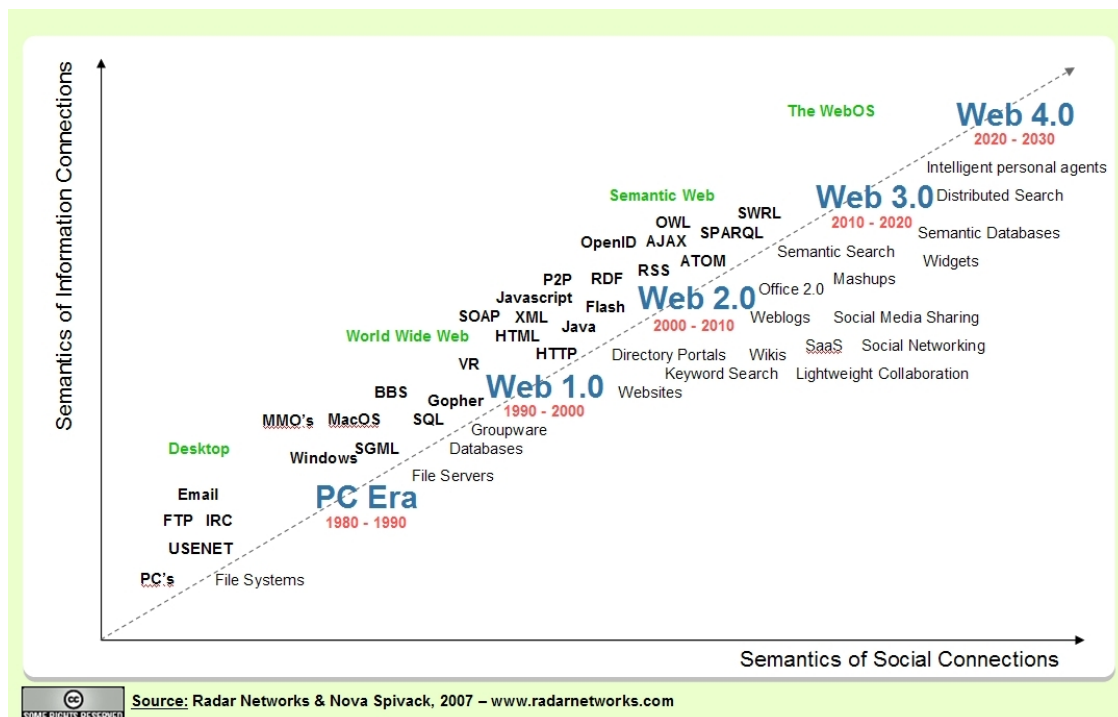 Semantics of Information Connections
The WebOS
Web 4.0
2020 - 2030
Intelligent personal agents
Semantic Web
Web 3.0
Distributed Search
2010 - 2020
SWRL
OWL
SPARQL
Semantic Databases
OpenID
AJAX
Semantic Search
Widgets
ATOM
RSS
P2P
RDF
Mashups
Office 2.0
Javascript
Web 2.0
Flash
2000 - 2010
SOAP
XML
Weblogs
Social Media Sharing
Java
World Wide Web
HTML
SaaS
Social Networking
HTTP
Directory Portals
Wikis
VR
Keyword Search
Lightweight Collaboration
Web 1.0
1990 - 2000
Websites
BBS
Gopher
MMO's
MacOS
SQL
Groupware
Desktop
Windows
SGML
Databases
File Servers
PC Era
1980 - 1990
Email
FTP
IRC
USENET
PC's
File Systems
Semantics of Social Connections
cc
SOME RIGHTS RESERVED
Source: Radar Networks & Nova Spivack, 2007 – www.radarnetworks.com